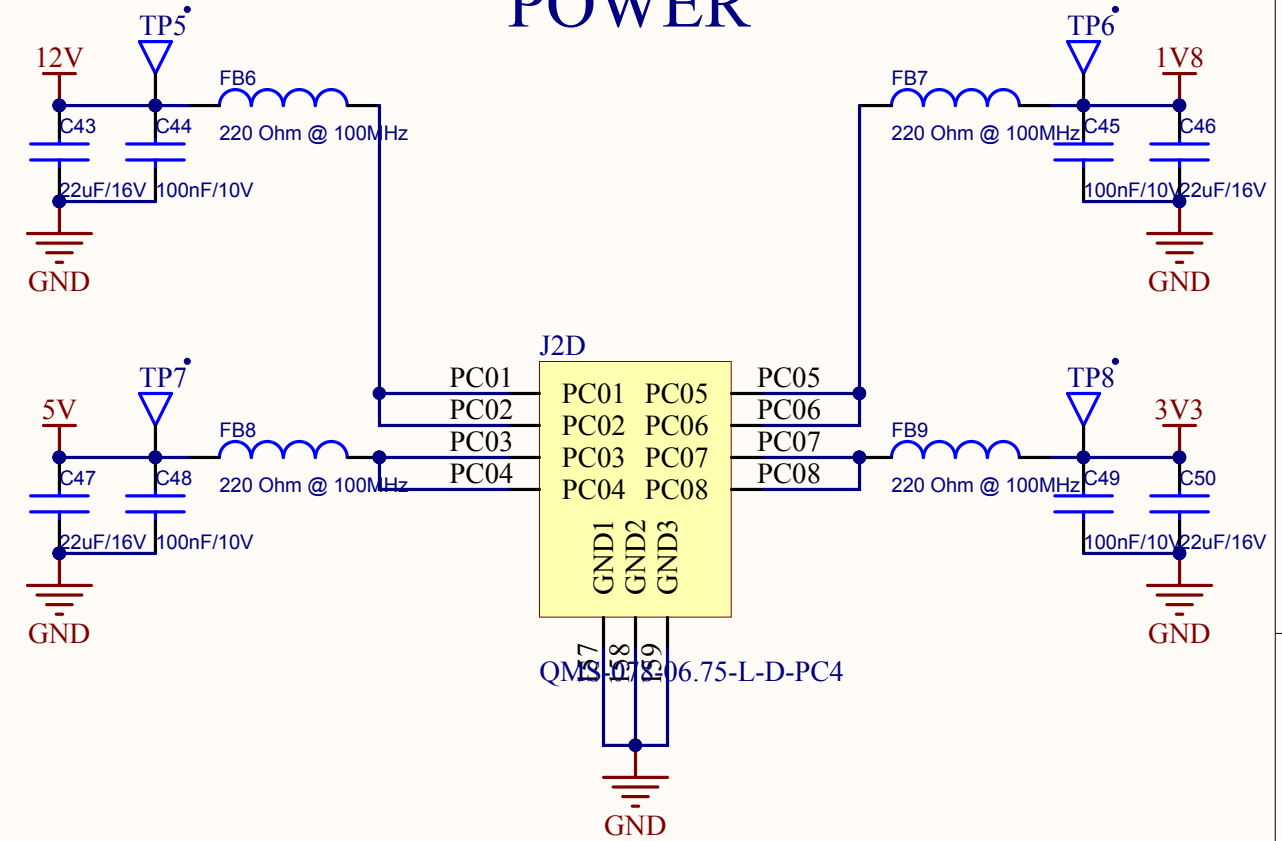 POWER
TP5
12V
FB6
C43
C44
220 Ohm @ 100MHz
22uF/16V
100nF/10V
GND
TP6
1V8
FB7
220 Ohm @ 100MHz
C45
C46
100nF/10V
22uF/16V
GND
TP7
5V
FB8
C47
C48
220 Ohm @ 100MHz
22uF/16V
100nF/10V
GND
J2D
PC01
PC02
PC03
PC04
PC01 PC05
PC02 PC06
PC03 PC07
PC04 PC08
PC05
PC06
PC07
PC08
GND1
GND2
GND3
157
158
159
QMS-078-06.75-L-D-PC4
GND
TP8
3V3
FB9
220 Ohm @ 100MHz
C49
C50
100nF/10V
22uF/16V
GND